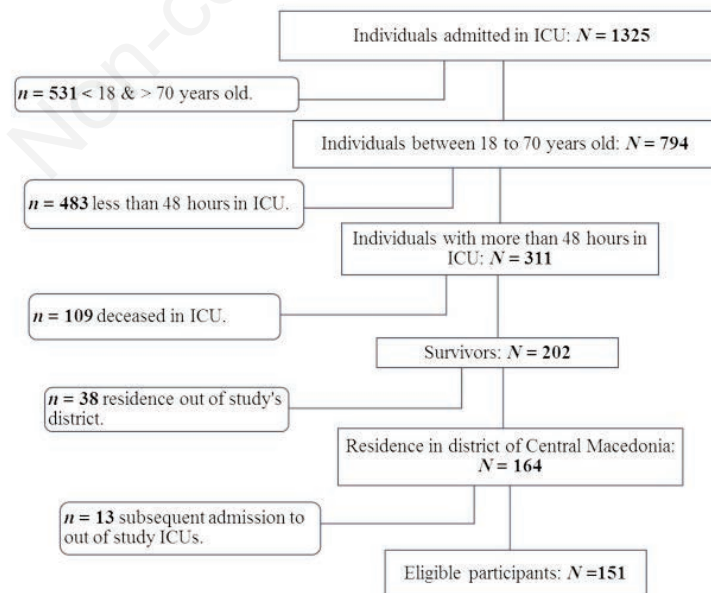 Individuals admitted in ICU: N = 1325
n = 531 < 18 & > 70 years old.
Individuals between 18 to 70 years old: N = 794
n = 483 less than 48 hours in ICU.
Individuals with more than 48 hours in
ICU: N = 311
n = 109 deceased in ICU.
Survivors: N = 202
n = 38 residence out of study's
district.
Residence in district of Central Macedonia:
N = 164
n = 13 subsequent admission to
out of study ICUs.
Eligible participants: N =151